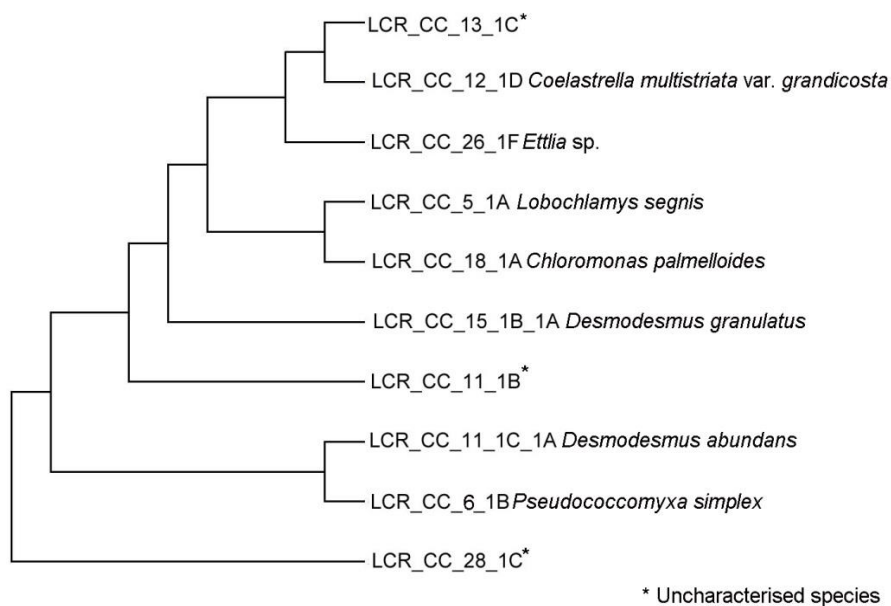 LCR_CC_13_1C*
LCR_CC_12_1D Coelastrella multistriata var. grandicosta
LCR_CC_26_1F Ettlia sp.
LCR_CC_5_1A Lobochlamys segnis
LCR_CC_18_1A Chloromonas palmelloides
LCR_CC_15_1B_1A Desmodesmus granulatus
LCR_CC_11_1B*
LCR_CC_11_1C_1A Desmodesmus abundans
LCR_CC_6_1B Pseudococcomyxa simplex
LCR_CC_28_1C*
* Uncharacterised species